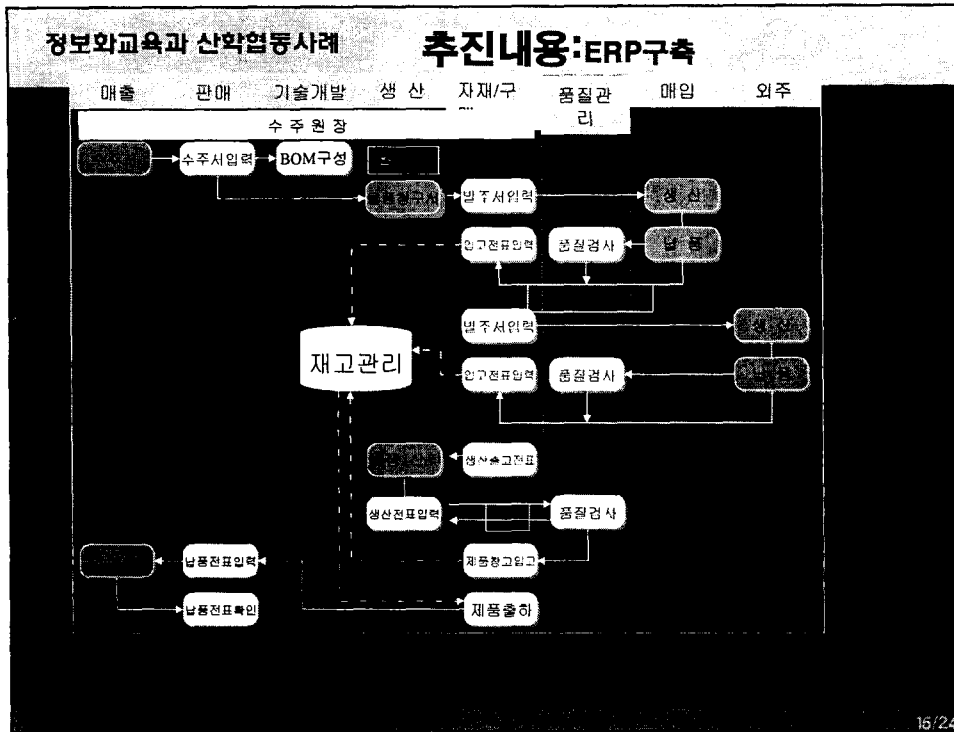 정보화교육과 산학협동사례
추진내용:ERP구축
매출 판매 기술개발 생 산 자재/구 품질관리 매입 외주
수 주 원 장
수주서입력 BOM구성
발주서입력 생 산
입고전표입력 품질검사 납 품
발주서입력 생 산
재고관리
입고전표입력 품질검사
생산출고전표
생산전표입력 품질검사
납품전표입력 제품창고입고
납품전표확인 제품출하
16/24